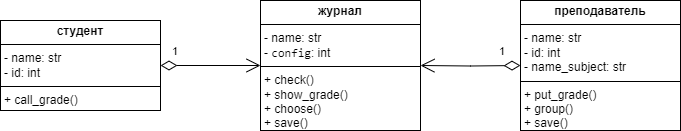 студент
- name: str
- id: int
+ call_grade()
1
журнал
- name: str
- config: int
+ check()
+ show_grade()
+ choose()
+ save()
1
преподаватель
- name: str
- id: int
- name_subject: str
+ put_grade()
+ group()
+ save()